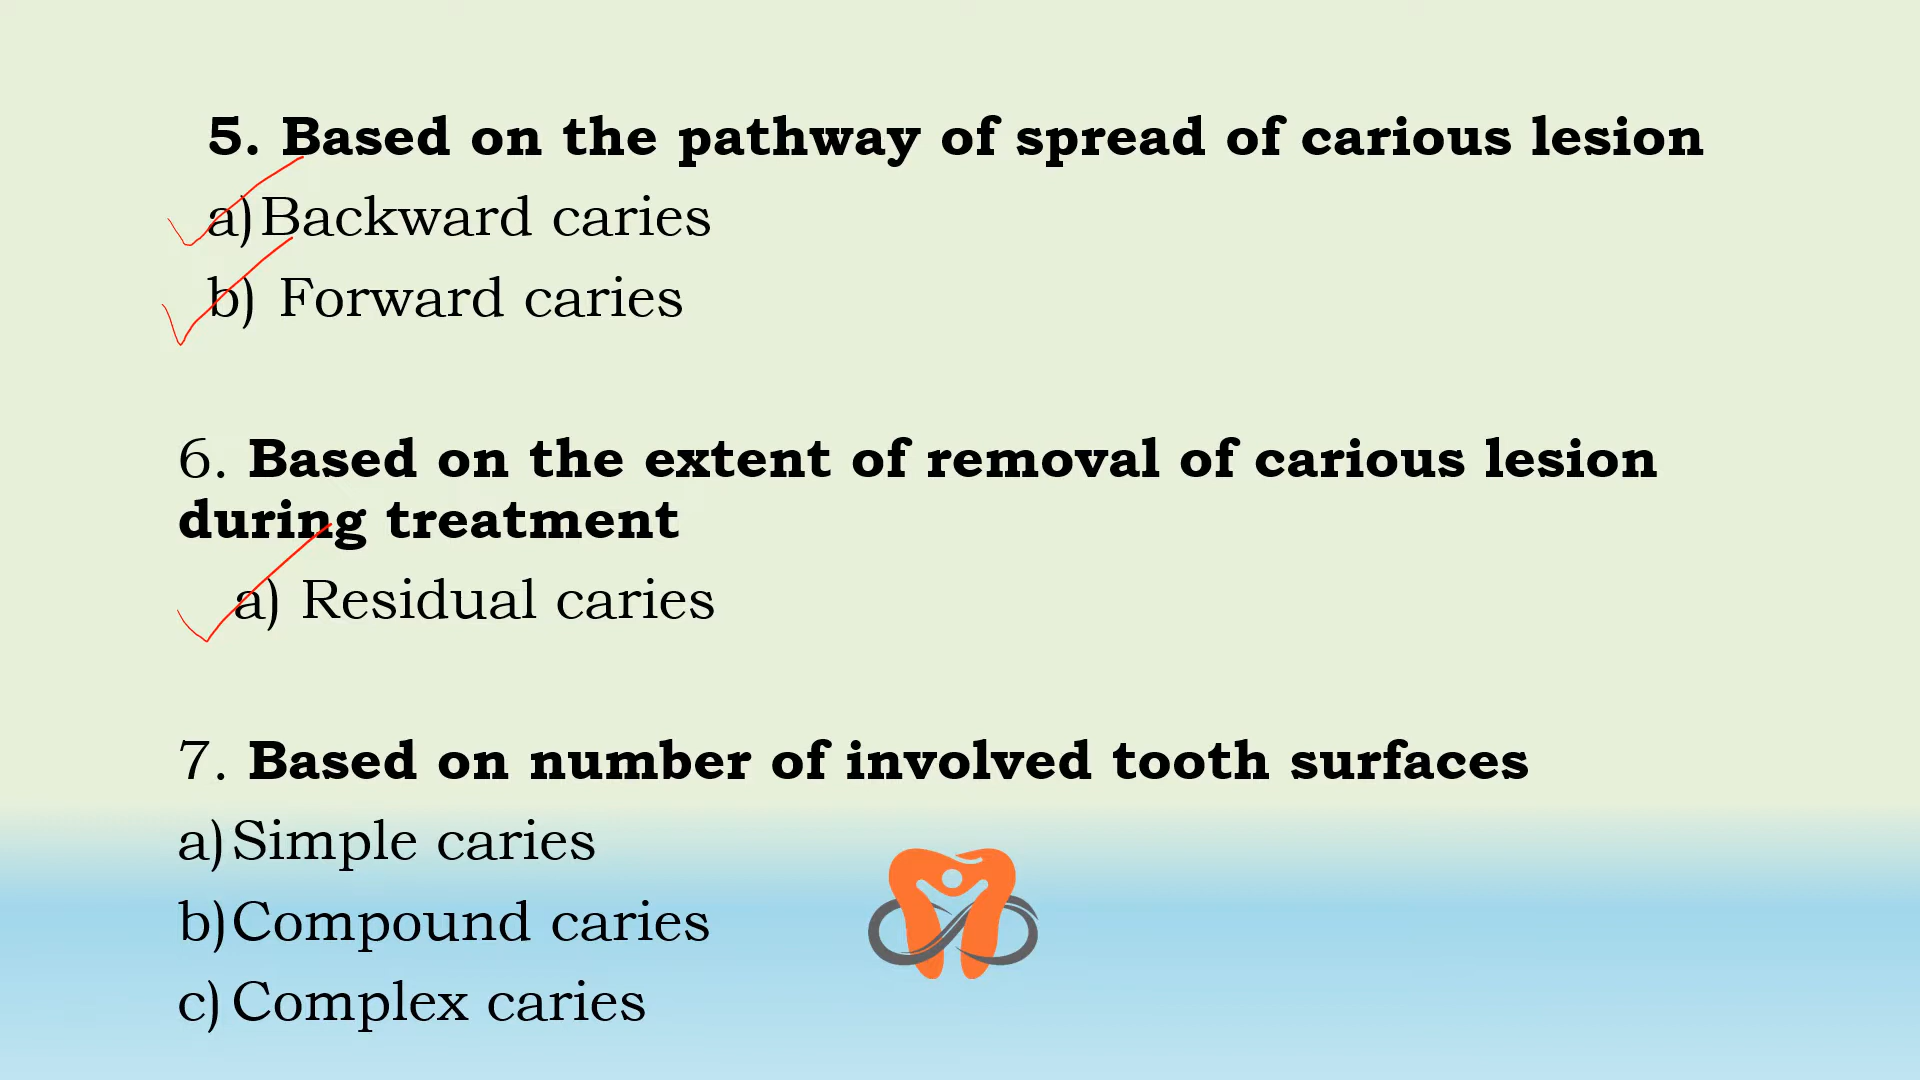 5. Based on the pathway of spread of carious lesion
a) Backward caries
b) Forward caries
6. Based on the extent of removal of carious lesion
during treatment
a) Residual caries
7. Based on number of involved tooth surfaces
a) Simple caries
b) Compound caries
c) Complex caries